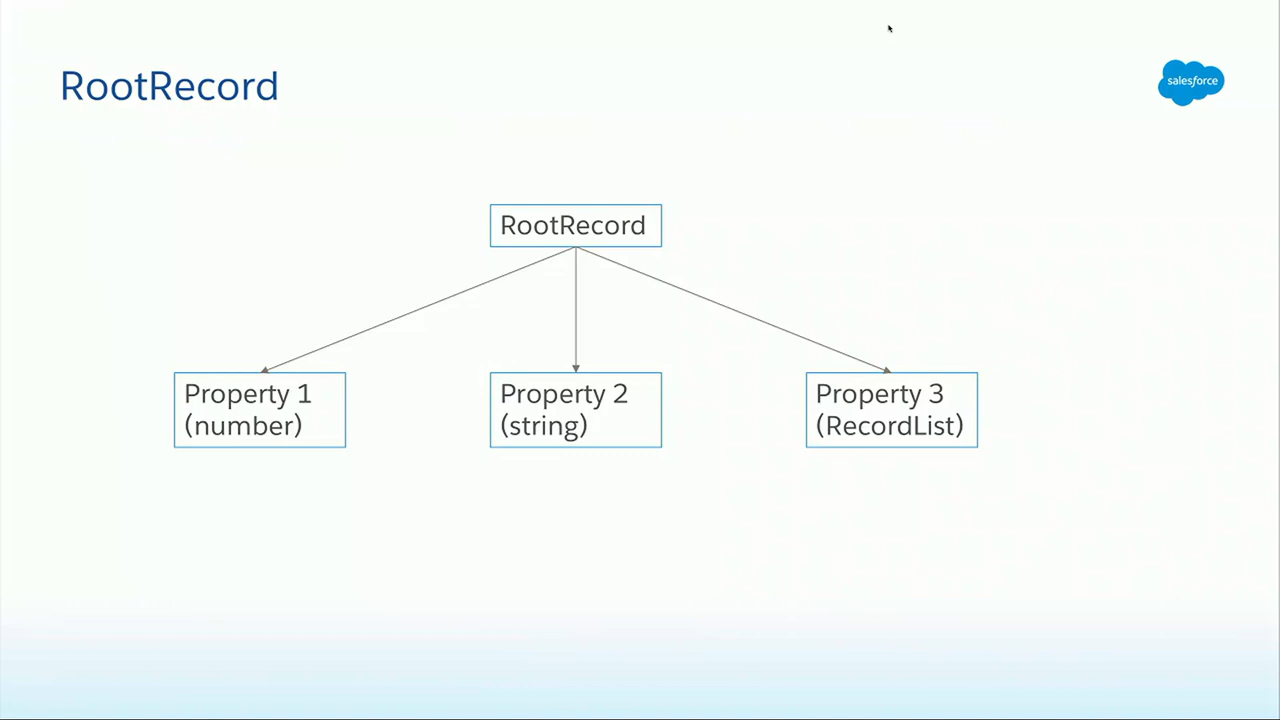 RootRecord
salesforce
RootRecord
Property 1
(number)
Property 2
(string)
Property 3
(RecordList)